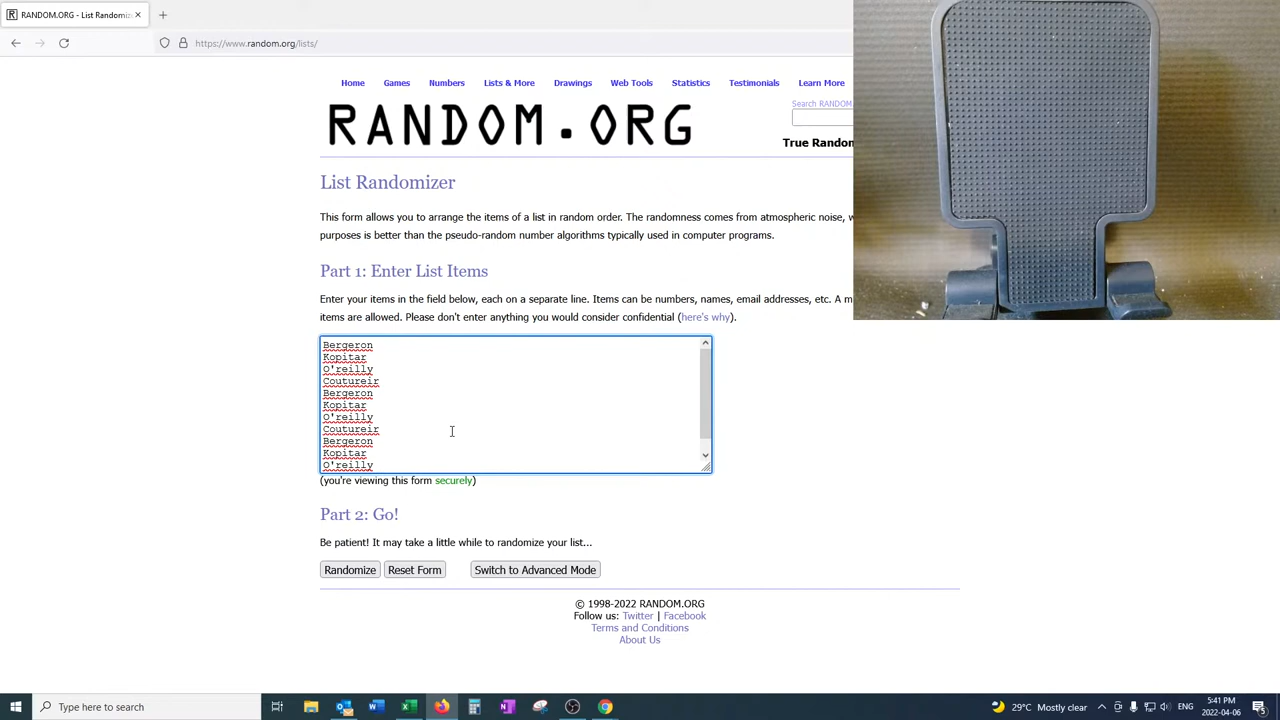 RANDOM.ORG - List Randomiz
https://www.random.org/lists/
Home Games Numbers Lists & More Drawings Web Tools Statistics Testimonials Learn More
RANDOM.ORG
Search RANDOM
True Random
List Randomizer
This form allows you to arrange the items of a list in random order. The randomness comes from atmospheric noise, w
purposes is better than the pseudo-random number algorithms typically used in computer programs.
Part 1: Enter List Items
Enter your items in the field below, each on a separate line. Items can be numbers, names, email addresses, etc. A m
items are allowed. Please don't enter anything you would consider confidential (here's why).
Bergeron
Kopitar
O'reilly
Coutureir
Bergeron
Kopitar
O'reilly
Coutureir
Bergeron
Kopitar
O'reilly
(you're viewing this form securely)
Part 2: Go!
Be patient! It may take a little while to randomize your list...
Randomize Reset Form Switch to Advanced Mode
© 1998-2022 RANDOM.ORG
Follow us: Twitter | Facebook
Terms and Conditions
About Us
Type here to search
29°C Mostly clear
ENG
5:41 PM
2022-04-06
5